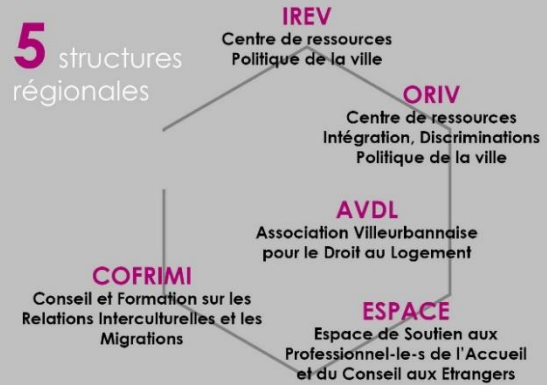 5 structures
régionales
IREV
Centre de ressources
Politique de la ville
ORIV
Centre de ressources
Intégration, Discriminations
Politique de la ville
AVDL
Association Villeurbannaise
pour le Droit au Logement
COFRIMI
Conseil et Formation sur les
Relations Interculturelles et les
Migrations
ESPACE
Espace de Soutien aux
Professionnel-le-s de l'Accueil
et du Conseil aux Etrangers